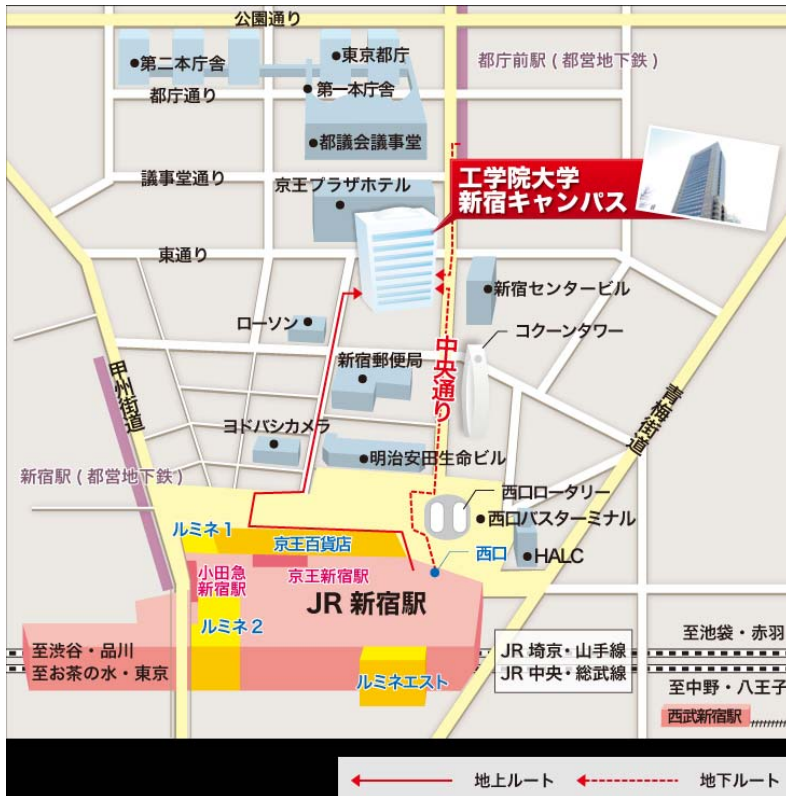 公園通り
第二本庁舎
東京都庁
都庁前駅(都営地下鉄)
都庁通り
第一本庁舎
都議会議事堂
議事堂通り
京王プラザホテル
工学院大学
新宿キャンパス
東通り
新宿センタービル
ローソン
コクーンタワー
中央通り
新宿郵便局
甲州街道
青梅街道
ヨドバシカメラ
明治安田生命ビル
新宿駅(都営地下鉄)
西口ロータリー
西口バスターミナル
ルミネ1
京王百貨店
西口
HALC
小田急
新宿駅
京王新宿駅
JR 新宿駅
ルミネ2
至渋谷・品川
至お茶の水・東京
JR 埼京・山手線
JR 中央・総武線
至池袋・赤羽
至中野・八王子
ルミネエスト
西武新宿駅
地上ルート
地下ルート